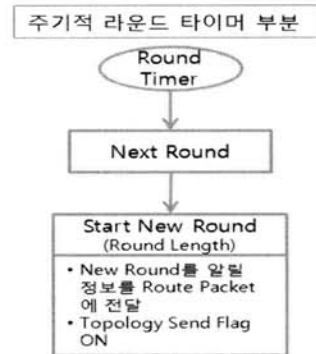 주기적 라운드 타이머 부분
Round
Timer
Next Round
Start New Round
(Round Length)
• New Round를 알릴
정보를 Route Packet
에 전달
• Topology Send Flag
ON